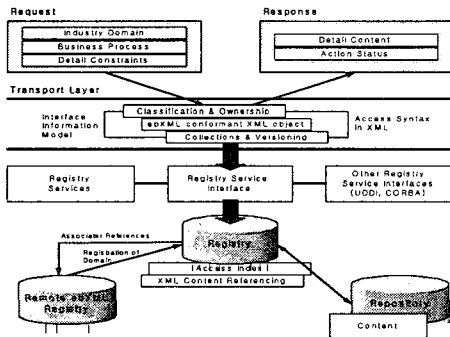 Request
Response
Industry Domain
Business Process
Detail Constraints
Detail Content
Action Status
Transport Layer
Classification & Ownership
Interface
Information
Model
ebXML conformant XML object
Access Syntax
in XML
Collections & Versioning
Registry
Services
Registry Service
Interface
Other Registry
Service Interfaces
(UDDI, CORBA)
Associated References
Registration of
Domain
Registry
[Access Index]
XML Content Referencing
Remote ebXML
Registry
Repository
Content